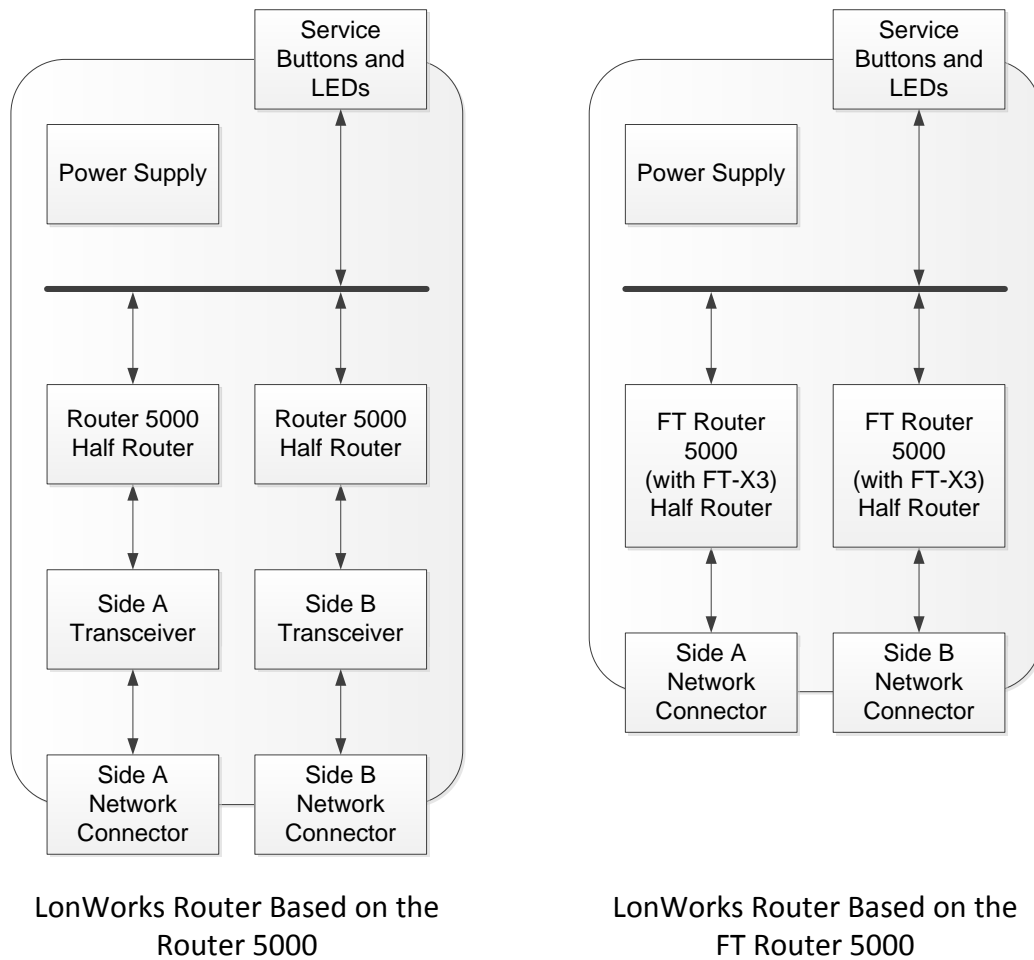 Service
Buttons and
LEDs
Power Supply
Router 5000
Half Router
Router 5000
Half Router
Side A
Transceiver
Side B
Transceiver
Side A
Network
Connector
Side B
Network
Connector
LonWorks Router Based on the
Router 5000
Service
Buttons and
LEDs
Power Supply
FT Router
5000
(with FT-X3)
Half Router
FT Router
5000
(with FT-X3)
Half Router
Side A
Network
Connector
Side B
Network
Connector
LonWorks Router Based on the
FT Router 5000